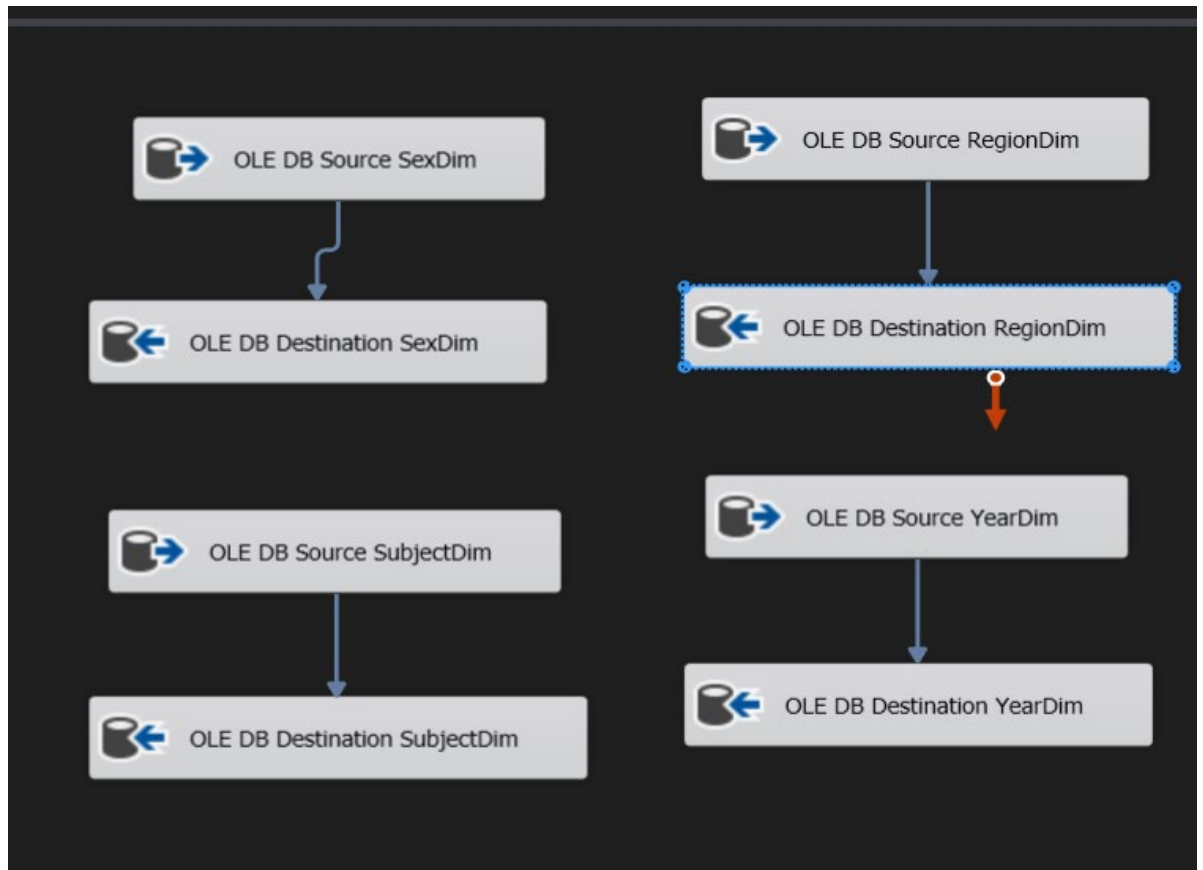 OLE DB Source SexDim
OLE DB Destination SexDim
OLE DB Source RegionDim
OLE DB Destination RegionDim
OLE DB Source SubjectDim
OLE DB Destination SubjectDim
OLE DB Source YearDim
OLE DB Destination YearDim